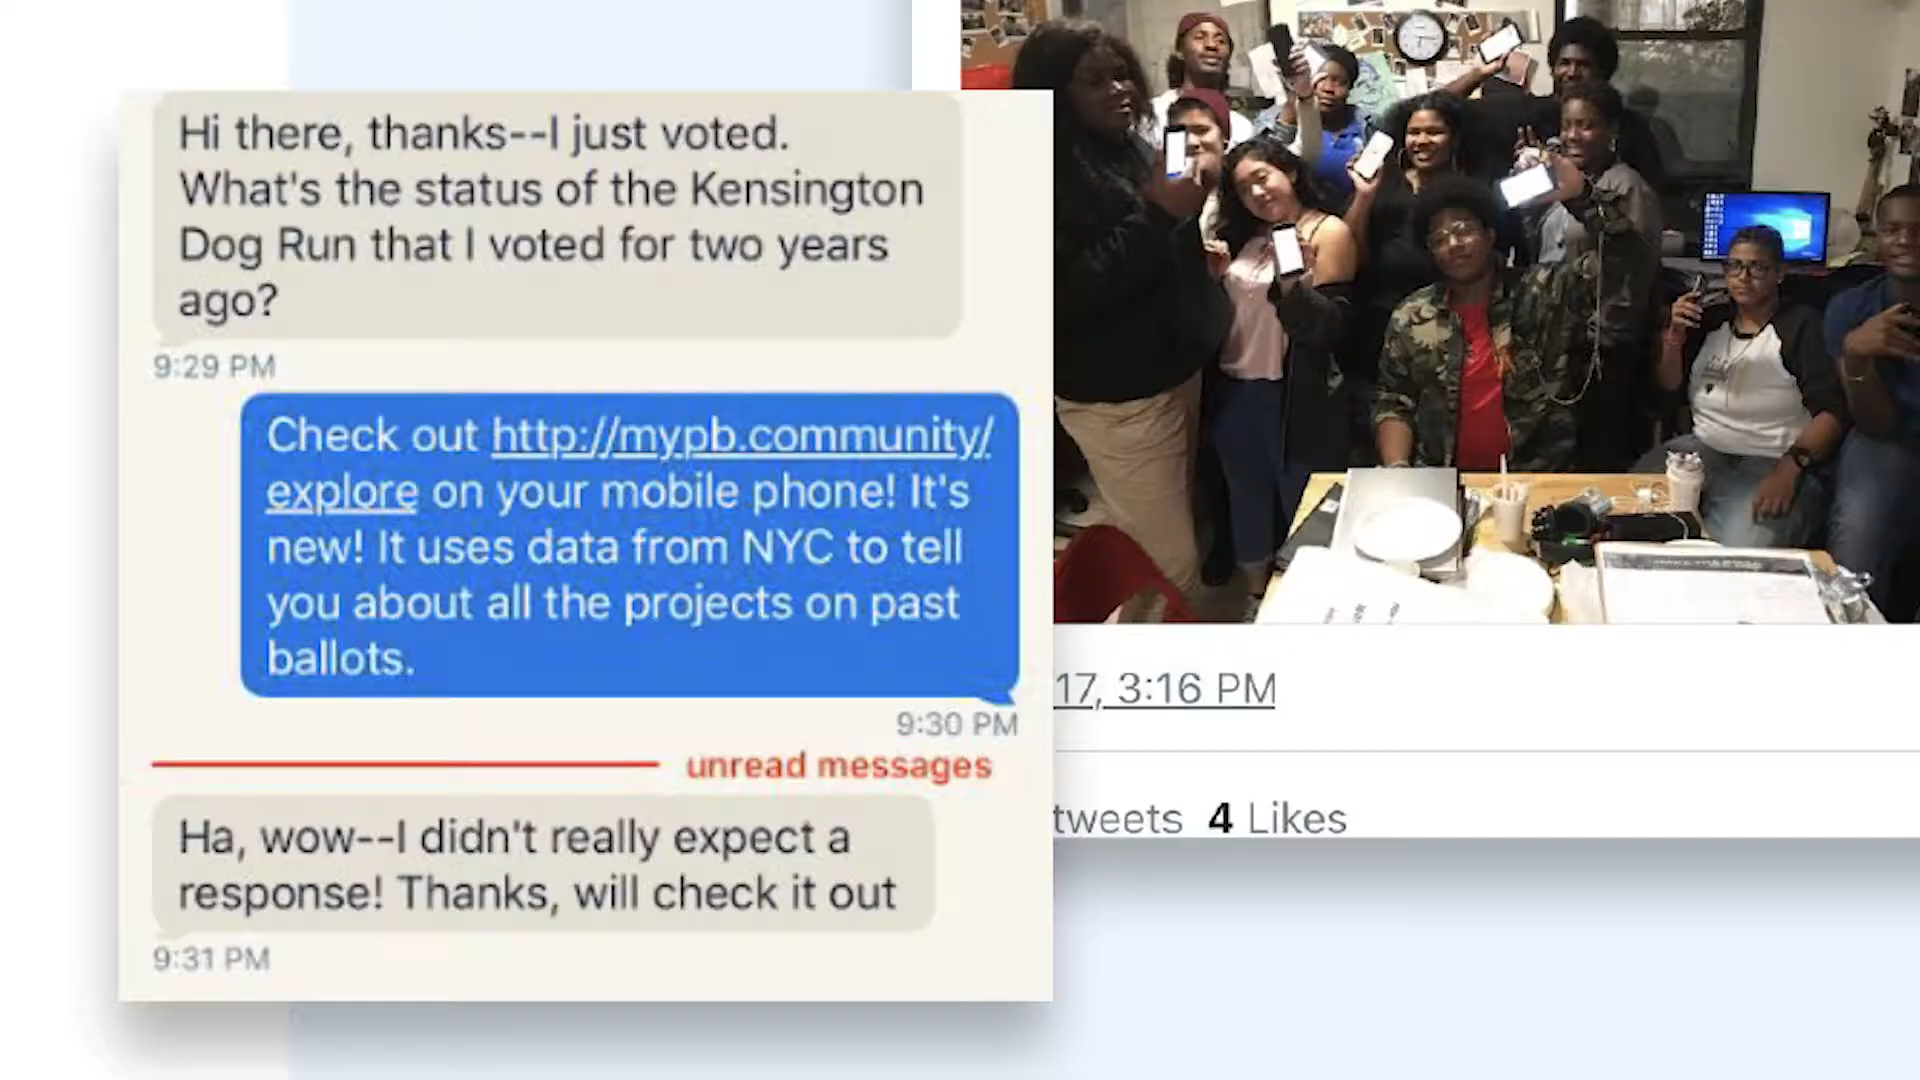 Hi there, thanks--I just voted.
What's the status of the Kensington
Dog Run that I voted for two years
ago?
9:29 PM
Check out http://mypb.community/
explore on your mobile phone! It's
new! It uses data from NYC to tell
you about all the projects on past
ballots.
9:30 PM
unread messages
Ha, wow--I didn't really expect a
response! Thanks, will check it out
9:31 PM
17, 3:16 PM
tweets 4 Likes